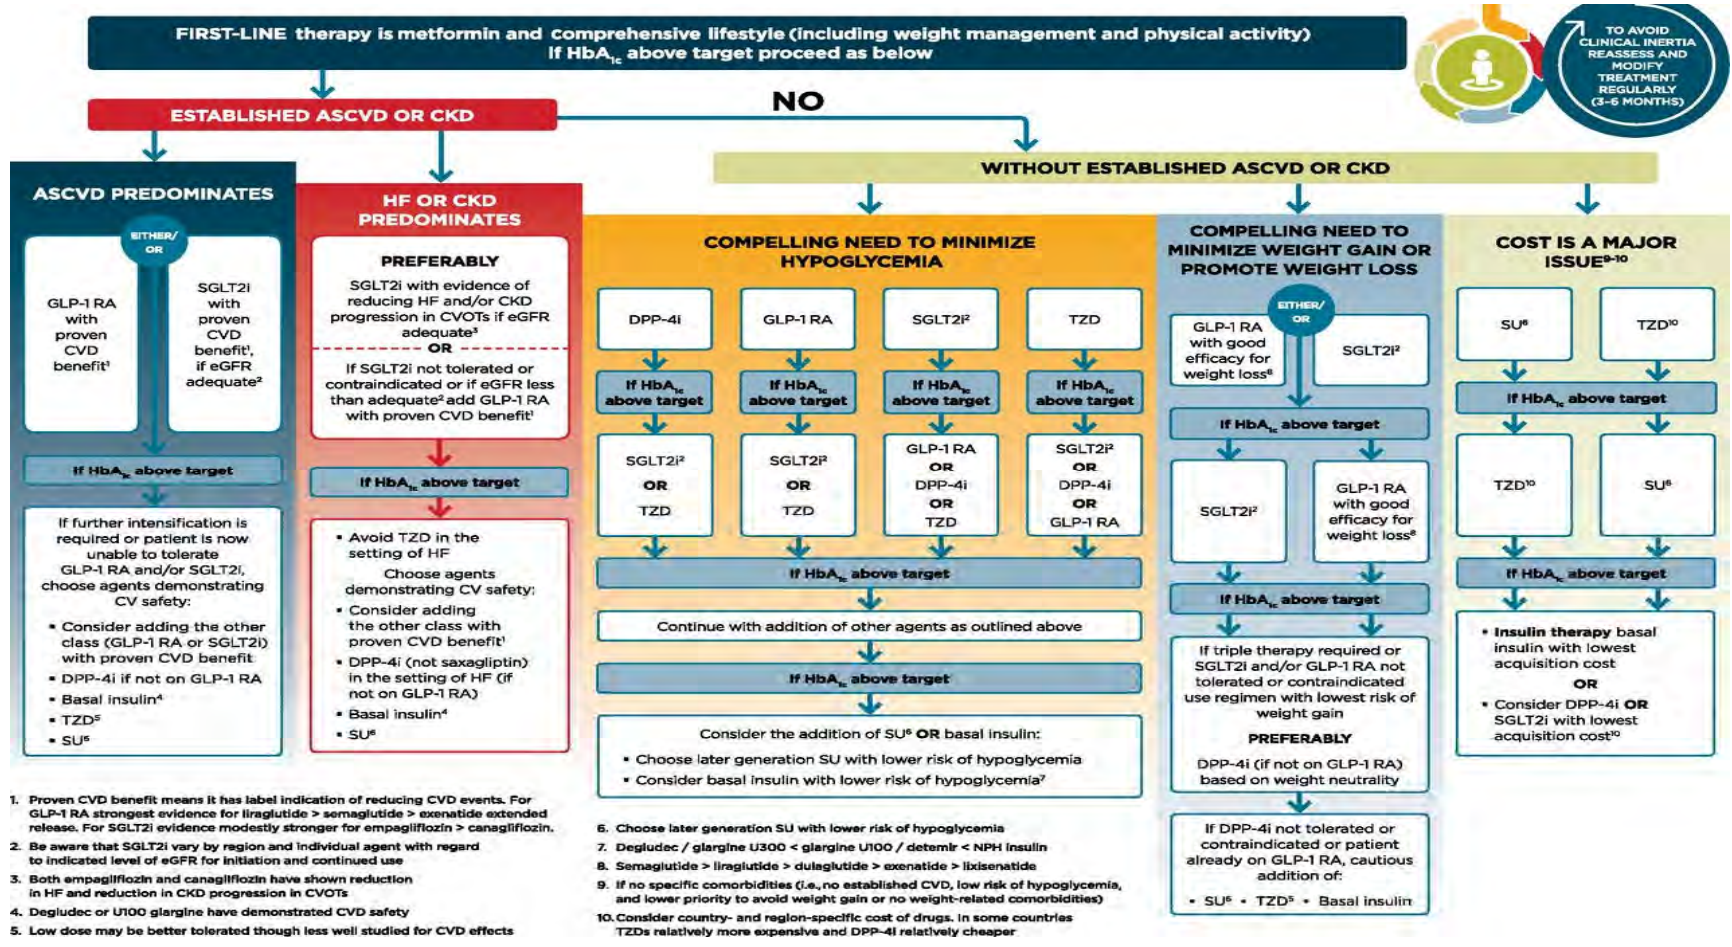 FIRST-LINE therapy is metformin and comprehensive lifestyle (including weight management and physical activity)
If HbA1c above target proceed as below
TO AVOID
CLINICAL INERTIA
REASSESS AND
MODIFY
TREATMENT
REGULARLY
(3-6 MONTHS)
NO
ESTABLISHED ASCVD OR CKD
WITHOUT ESTABLISHED ASCVD OR CKD
ASCVD PREDOMINATES
EITHER/
OR
GLP-1 RA
with
proven
CVD
benefit¹
SGLT2i
with
proven
CVD
benefit¹,
if eGFR
adequate²
If HbA1c above target
If further intensification is
required or patient is now
unable to tolerate
GLP-1 RA and/or SGLT2i,
choose agents demonstrating
CV safety:
▪ Consider adding the other
class (GLP-1 RA or SGLT2i)
with proven CVD benefit
▪ DPP-4i if not on GLP-1 RA
▪ Basal insulin⁴
▪ TZD⁵
▪ SU⁶
HF OR CKD
PREDOMINATES
PREFERABLY
SGLT2i with evidence of
reducing HF and/or CKD
progression in CVOTs if eGFR
adequate³
OR
If SGLT2i not tolerated or
contraindicated or if eGFR less
than adequate² add GLP-1 RA
with proven CVD benefit¹
If HbA1c above target
▪ Avoid TZD in the
setting of HF
Choose agents
demonstrating CV safety:
▪ Consider adding
the other class with
proven CVD benefit¹
▪ DPP-4i (not saxagliptin)
in the setting of HF (if
not on GLP-1 RA)
▪ Basal insulin⁴
▪ SU⁶
COMPELLING NEED TO MINIMIZE
HYPOGLYCEMIA
DPP-4i
GLP-1 RA
SGLT2i²
TZD
If HbA1c
above target
If HbA1c
above target
If HbA1c
above target
If HbA1c
above target
SGLT2i²
OR
TZD
SGLT2i²
OR
TZD
GLP-1 RA
OR
DPP-4i
OR
TZD
SGLT2i²
OR
DPP-4i
OR
GLP-1 RA
If HbA1c above target
Continue with addition of other agents as outlined above
If HbA1c above target
Consider the addition of SU⁶ OR basal insulin:
▪ Choose later generation SU with lower risk of hypoglycemia
▪ Consider basal insulin with lower risk of hypoglycemia⁷
COMPELLING NEED TO
MINIMIZE WEIGHT GAIN OR
PROMOTE WEIGHT LOSS
EITHER/
OR
GLP-1 RA
with good
efficacy for
weight loss⁸
SGLT2i²
If HbA1c above target
SGLT2i²
GLP-1 RA
with good
efficacy for
weight loss⁸
If HbA1c above target
If triple therapy required or
SGLT2i and/or GLP-1 RA not
tolerated or contraindicated
use regimen with lowest risk of
weight gain
PREFERABLY
DPP-4i (if not on GLP-1 RA)
based on weight neutrality
If DPP-4i not tolerated or
contraindicated or patient
already on GLP-1 RA, cautious
addition of:
▪ SU⁶ ▪ TZD⁵ ▪ Basal insulin
COST IS A MAJOR
ISSUE⁹⁻¹⁰
SU⁶
TZD¹⁰
If HbA1c above target
TZD¹⁰
SU⁶
If HbA1c above target
▪ Insulin therapy basal
insulin with lowest
acquisition cost
OR
▪ Consider DPP-4i OR
SGLT2i with lowest
acquisition cost¹⁰
1. Proven CVD benefit means it has label indication of reducing CVD events. For
GLP-1 RA strongest evidence for liraglutide > semaglutide > exenatide extended
release. For SGLT2i evidence modestly stronger for empagliflozin > canagliflozin.
2. Be aware that SGLT2i vary by region and individual agent with regard
to indicated level of eGFR for initiation and continued use
3. Both empagliflozin and canagliflozin have shown reduction
in HF and reduction in CKD progression in CVOTs
4. Degludec or U100 glargine have demonstrated CVD safety
5. Low dose may be better tolerated though less well studied for CVD effects
6. Choose later generation SU with lower risk of hypoglycemia
7. Degludec / glargine U300 < glargine U100 / detemir < NPH insulin
8. Semaglutide > liraglutide > dulaglutide > exenatide > lixisenatide
9. If no specific comorbidities (i.e., no established CVD, low risk of hypoglycemia,
and lower priority to avoid weight gain or no weight-related comorbidities)
10. Consider country- and region-specific cost of drugs. In some countries
TZDs relatively more expensive and DPP-4i relatively cheaper